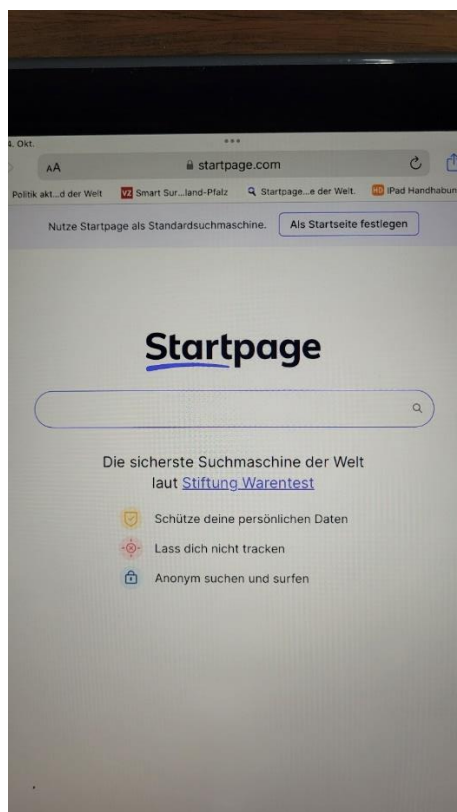 . Okt.
AA startpage.com
Politik akt...d der Welt VZ Smart Sur...land-Pfalz Startpage...e der Welt. HD iPad Handhabun
Nutze Startpage als Standardsuchmaschine. Als Startseite festlegen
Startpage
Die sicherste Suchmaschine der Welt
laut Stiftung Warentest
Schütze deine persönlichen Daten
Lass dich nicht tracken
Anonym suchen und surfen